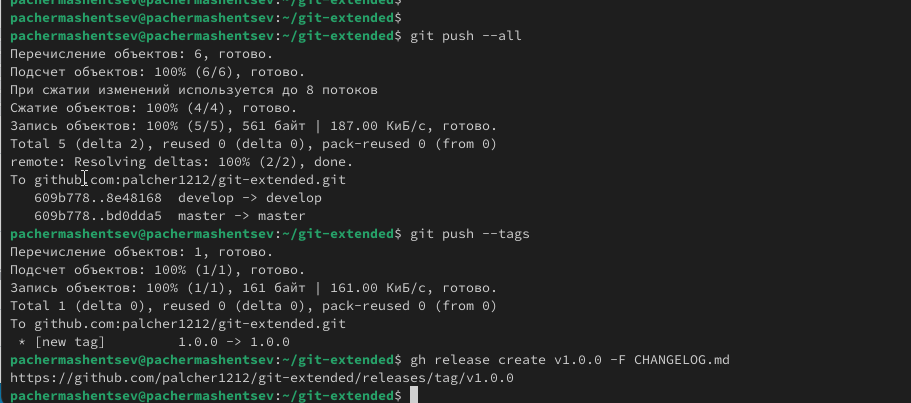 pachermashentsev@pachermashentsev:~/git-extended$
pachermashentsev@pachermashentsev:~/git-extended$
pachermashentsev@pachermashentsev:~/git-extended$ git push --all
Перечисление объектов: 6, готово.
Подсчет объектов: 100% (6/6), готово.
При сжатии изменений используется до 8 потоков
Сжатие объектов: 100% (4/4), готово.
Запись объектов: 100% (5/5), 561 байт | 187.00 КиБ/с, готово.
Total 5 (delta 2), reused 0 (delta 0), pack-reused 0 (from 0)
remote: Resolving deltas: 100% (2/2), done.
To github.com:palcher1212/git-extended.git
   609b778..8e48168  develop -> develop
   609b778..bd0dda5  master -> master
pachermashentsev@pachermashentsev:~/git-extended$ git push --tags
Перечисление объектов: 1, готово.
Подсчет объектов: 100% (1/1), готово.
Запись объектов: 100% (1/1), 161 байт | 161.00 КиБ/с, готово.
Total 1 (delta 0), reused 0 (delta 0), pack-reused 0 (from 0)
To github.com:palcher1212/git-extended.git
 * [new tag]         1.0.0 -> 1.0.0
pachermashentsev@pachermashentsev:~/git-extended$ gh release create v1.0.0 -F CHANGELOG.md
https://github.com/palcher1212/git-extended/releases/tag/v1.0.0
pachermashentsev@pachermashentsev:~/git-extended$